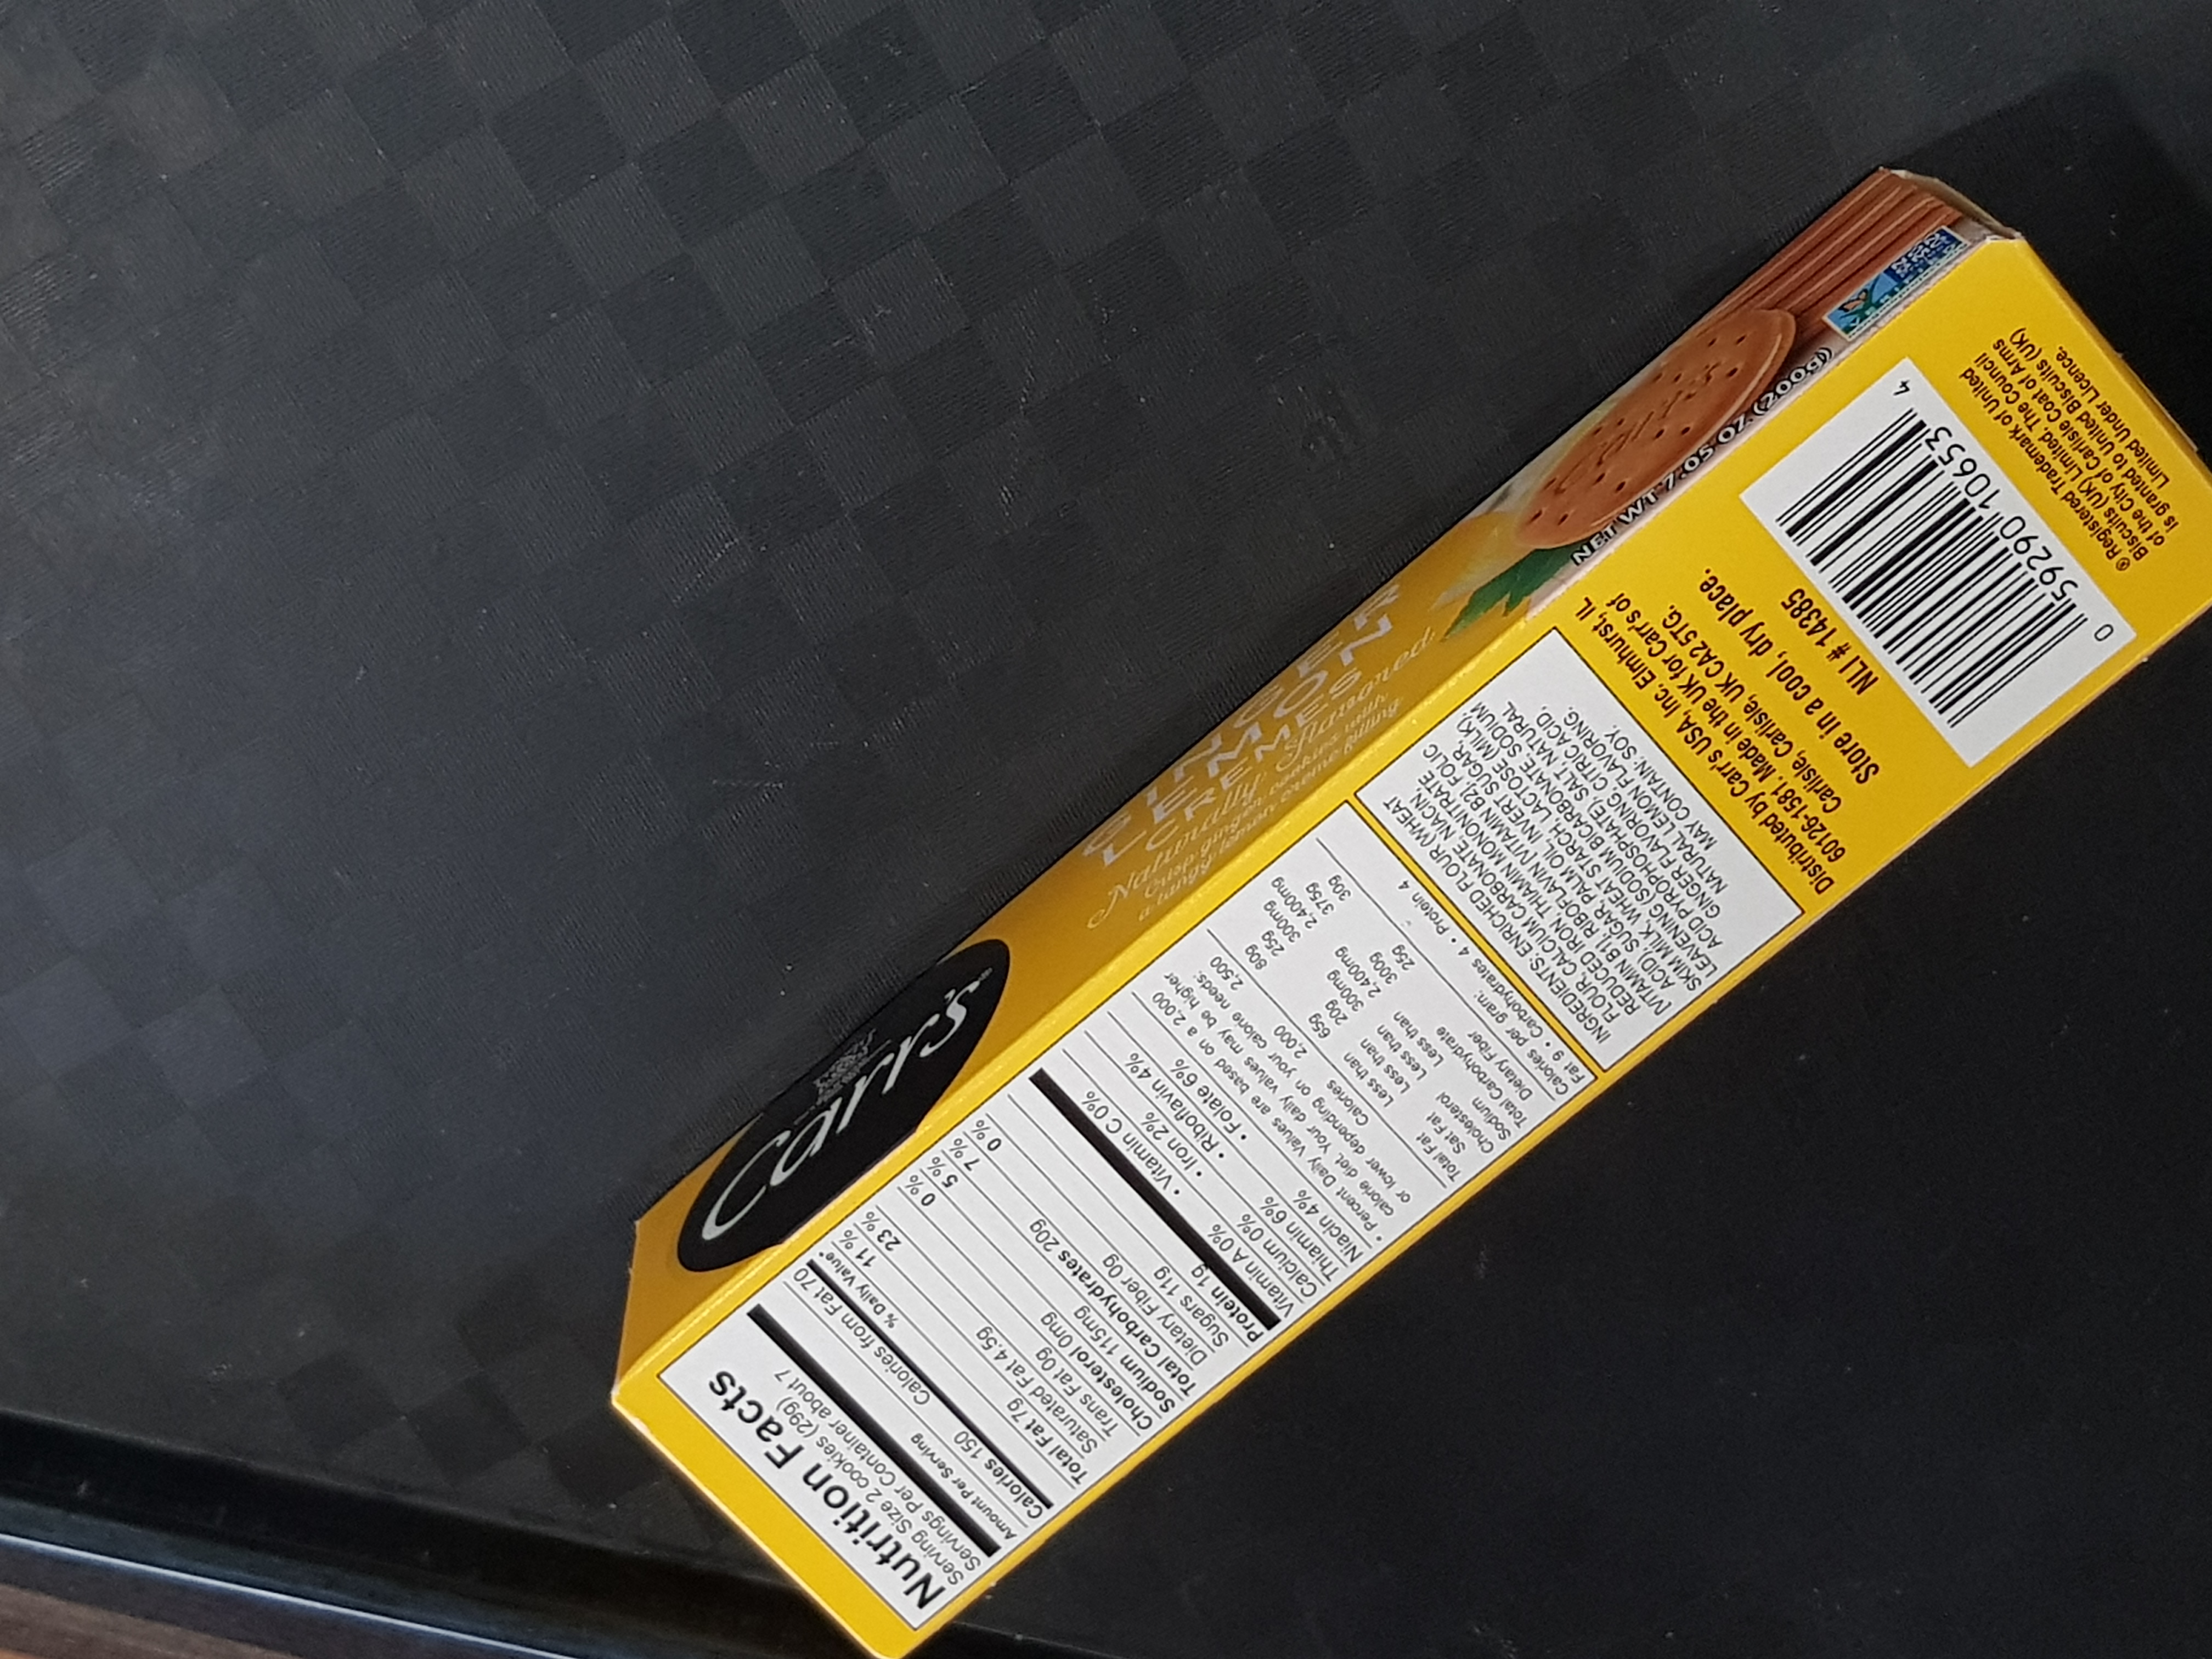 Nutrition Facts
Serving Size 2 cookies (29g)
Servings Per Container about 7
Amount Per Serving
Calories 150 Calories from Fat 70
% Daily Value*
Total Fat 7g 11 %
Saturated Fat 4.5g 23 %
Trans Fat 0g
Cholesterol 0mg 0 %
Sodium 115mg 5 %
Total Carbohydrates 20g 7 %
Dietary Fiber 0g 0 %
Sugars 11g
Protein 1g
Vitamin A 0% • Vitamin C 0%
Calcium 0% • Iron 2%
Thiamin 6% • Riboflavin 4%
Niacin 4% • Folate 6%
* Percent Daily Values are based on a 2,000
calorie diet. Your daily values may be higher
or lower depending on your calorie needs:
Calories 2,000 2,500
Total Fat Less than 65g 80g
Sat Fat Less than 20g 25g
Cholesterol Less than 300mg 300mg
Sodium Less than 2,400mg 2,400mg
Total Carbohydrate 300g 375g
Dietary Fiber 25g 30g
Calories per gram:
Fat 9 • Carbohydrates 4 • Protein 4
INGREDIENTS: ENRICHED FLOUR (WHEAT
FLOUR, CALCIUM CARBONATE, NIACIN,
REDUCED IRON, THIAMIN MONONITRATE
[VITAMIN B1], RIBOFLAVIN [VITAMIN B2], FOLIC
ACID), SUGAR, PALM OIL, INVERT SUGAR,
SKIM MILK, WHEAT STARCH, LACTOSE (MILK),
LEAVENING (SODIUM BICARBONATE, SODIUM
ACID PYROPHOSPHATE), SALT, NATURAL
GINGER FLAVORING, CITRIC ACID,
NATURAL LEMON FLAVORING.
MAY CONTAIN: SOY.
Distributed by Carr's USA, Inc. Elmhurst, IL
60126-1581. Made in the UK for Carr's of
Carlisle, Carlisle, UK CA2 5TG.
Store in a cool, dry place.
NLI # 14385
0 59290 10653 4
® Registered Trademark of United
Biscuits (UK) Limited. The Council
of the City of Carlisle Coat of Arms
is granted to United Biscuits (UK)
Limited Under Licence.
Carr's®
GINGER
LEMON
CREMES
Naturally Flavored
Crisp ginger cookies with
a tangy lemon creme filling
NET WT 7.05 OZ (200g)